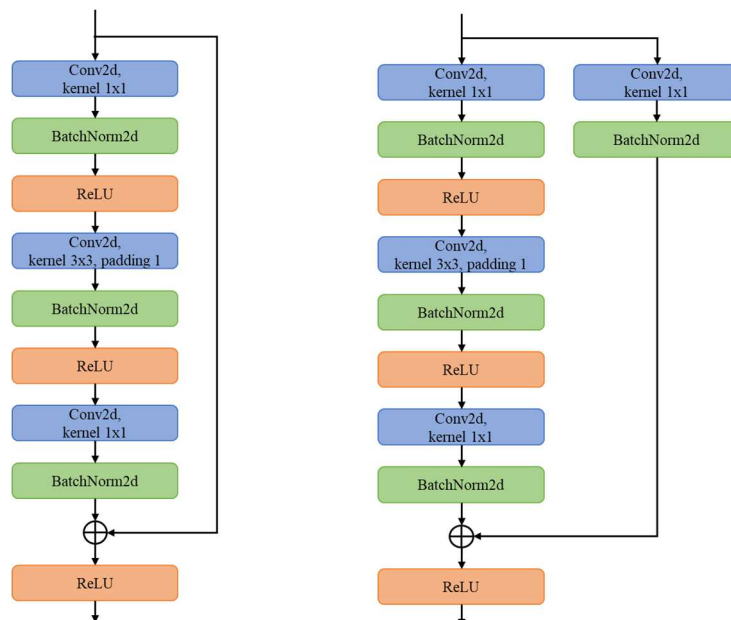 Conv2d,
kernel 1x1
BatchNorm2d
ReLU
Conv2d,
kernel 3x3, padding 1
BatchNorm2d
ReLU
Conv2d,
kernel 1x1
BatchNorm2d
ReLU
Conv2d,
kernel 1x1
BatchNorm2d
ReLU
Conv2d,
kernel 3x3, padding 1
BatchNorm2d
ReLU
Conv2d,
kernel 1x1
BatchNorm2d
ReLU
Conv2d,
kernel 1x1
BatchNorm2d